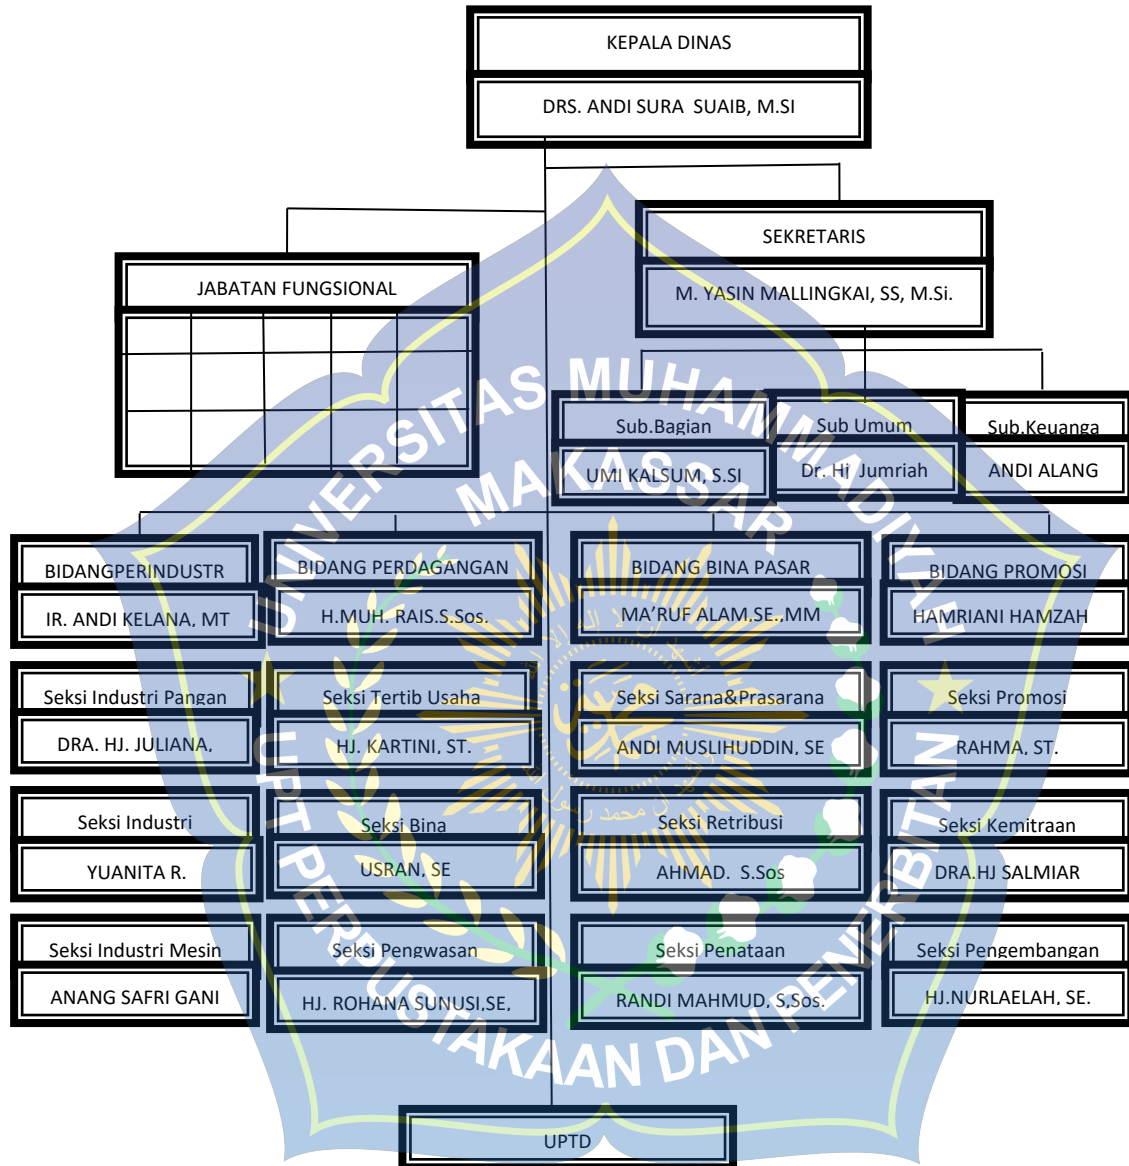 KEPALA DINAS
DRS. ANDI SURA SUAIB, M.SI
SEKRETARIS
M. YASIN MALLINGKAI, SS, M.Si.
JABATAN FUNGSIONAL
Sub.Bagian
Sub Umum
Sub.Keuanga
UMI KALSUM, S.SI
Dr. Hj Jumriah
ANDI ALANG
BIDANGPERINDUSTR
BIDANG PERDAGANGAN
BIDANG BINA PASAR
BIDANG PROMOSI
IR. ANDI KELANA, MT
H.MUH. RAIS.S.Sos.
MA'RUF ALAM,SE.,MM
HAMRIANI HAMZAH
Seksi Industri Pangan
Seksi Tertib Usaha
Seksi Sarana&Prasarana
Seksi Promosi
DRA. HJ. JULIANA,
HJ. KARTINI, ST.
ANDI MUSLIHUDDIN, SE
RAHMA, ST.
Seksi Industri
Seksi Bina
Seksi Retribusi
Seksi Kemitraan
YUANITA R.
USRAN, SE
AHMAD.  S.Sos
DRA.HJ SALMIAR
Seksi Industri Mesin
Seksi Pengwasan
Seksi Penataan
Seksi Pengembangan
ANANG SAFRI GANI
HJ. ROHANA SUNUSI,SE,
RANDI MAHMUD, S,Sos.
HJ.NURLAELAH, SE.
UPTD
UNIVERSITAS MUHAMMADIYAH
MAKASSAR
UPT PERPUSTAKAAN DAN PENERBITAN